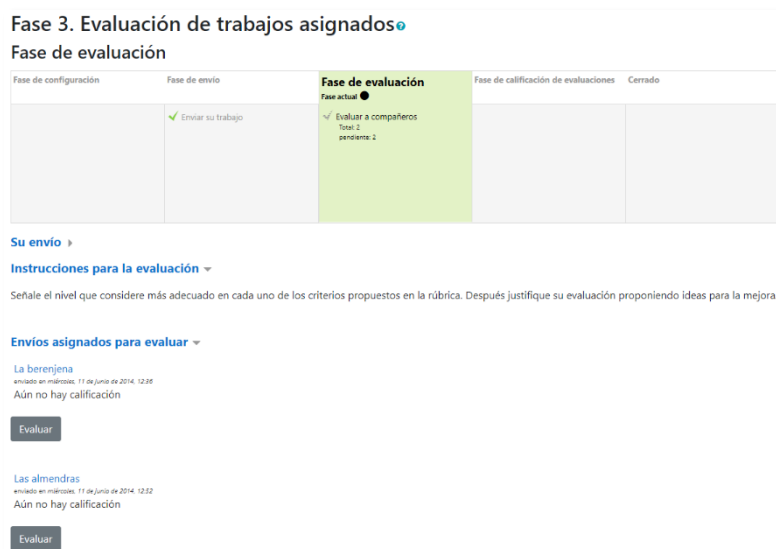 Fase 3. Evaluación de trabajos asignados
Fase de evaluación
Fase de configuración
Fase de envío
Fase de evaluación
Fase actual
Fase de calificación de evaluaciones
Cerrado
Enviar su trabajo
Evaluar a compañeros
Total: 2
pendiente: 2
Su envío
Instrucciones para la evaluación
Señale el nivel que considere más adecuado en cada uno de los criterios propuestos en la rúbrica. Después justifique su evaluación proponiendo ideas para la mejora
Envíos asignados para evaluar
La berenjena
enviado en miércoles, 11 de junio de 2014, 12:36
Aún no hay calificación
Evaluar
Las almendras
enviado en miércoles, 11 de junio de 2014, 12:52
Aún no hay calificación
Evaluar